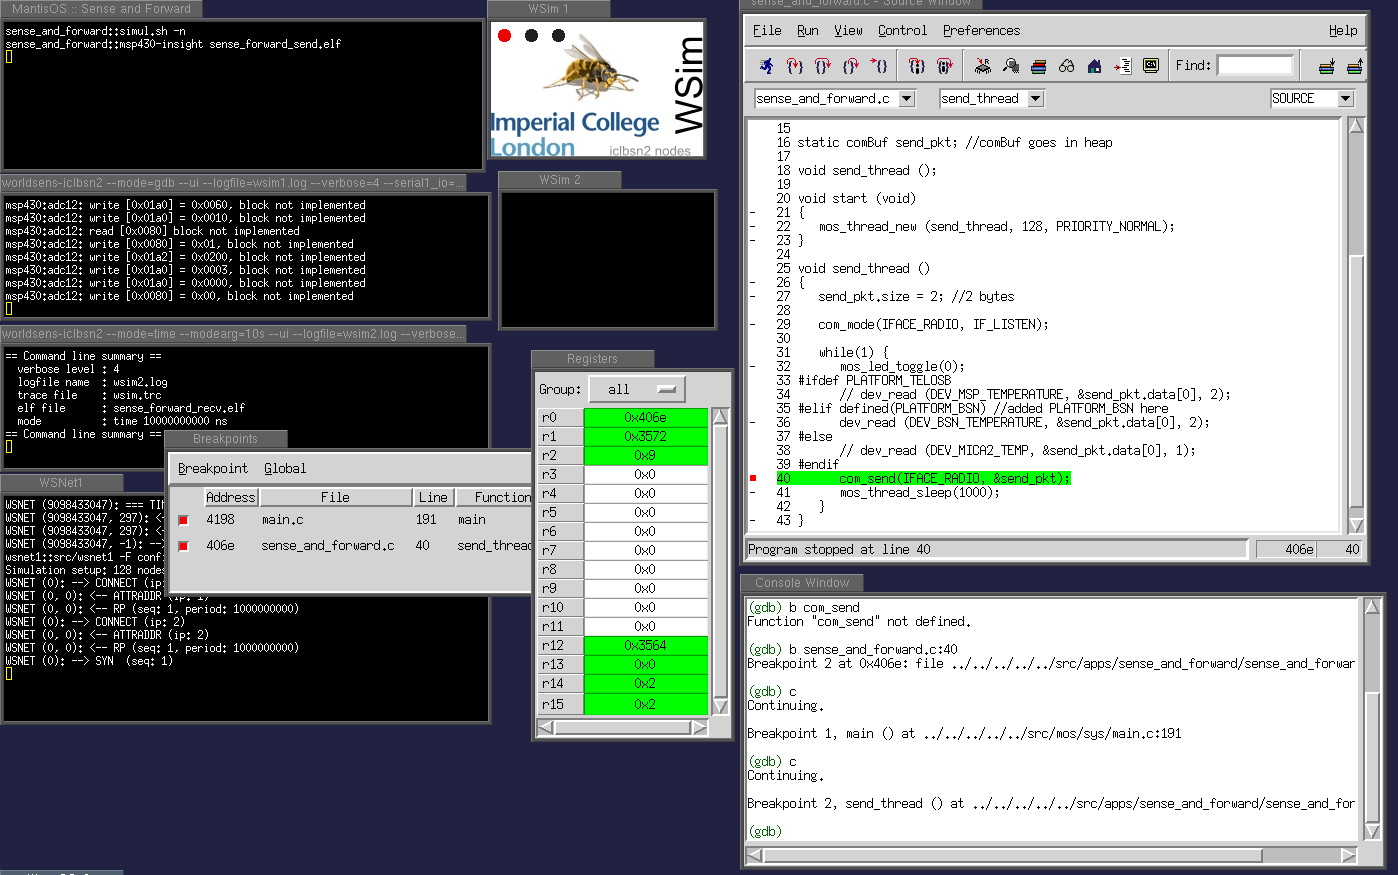 MantisOS :: Sense and Forward
sense_and_forward::simul.sh -n
sense_and_forward::msp430-insight sense_forward_send.elf
worldsens-iclbsn2 --mode=gdb --ui --logfile=wsim1.log --verbose=4 --serial1_io=...
msp430:adc12: write [0x01a0] = 0x0060, block not implemented
msp430:adc12: write [0x01a0] = 0x0010, block not implemented
msp430:adc12: read [0x0080] block not implemented
msp430:adc12: write [0x0080] = 0x01, block not implemented
msp430:adc12: write [0x01a2] = 0x0200, block not implemented
msp430:adc12: write [0x01a0] = 0x0003, block not implemented
msp430:adc12: write [0x01a0] = 0x0000, block not implemented
msp430:adc12: write [0x0080] = 0x00, block not implemented
worldsens-iclbsn2 --mode=time --modearg=10s --ui --logfile=wsim2.log --verbose...
== Command line summary ==
verbose level : 4
logfile name : wsim2.log
trace file : wsim.trc
elf file : sense_forward_recv.elf
mode : time 10000000000 ns
== Command line summary ==
WSNet1
WSNET (9098433047): === TI
WSNET (9098433047, 297): <-
WSNET (9098433047, 297): <-
WSNET (9098433047, -1): --&gt;
wsnet1::src/wsnet1 -F conf
Simulation setup: 128 node
WSNET (0): --> CONNECT (ip:
WSNET (0, 0): <-- ATTRADDR (ip: 1)
WSNET (0, 0): <-- RP (seq: 1, period: 1000000000)
WSNET (0): --> CONNECT (ip: 2)
WSNET (0, 0): <-- ATTRADDR (ip: 2)
WSNET (0, 0): <-- RP (seq: 1, period: 1000000000)
WSNET (0): --> SYN (seq: 1)
Breakpoints
Breakpoint Global
Address File Line Function
4198 main.c 191 main
406e sense_and_forward.c 40 send_thread
WSim 1
WSim
Imperial College
London
iclbsn2 nodes
WSim 2
Registers
Group: all
r0 0x406e
r1 0x3572
r2 0x9
r3 0x0
r4 0x0
r5 0x0
r6 0x0
r7 0x0
r8 0x0
r9 0x0
r10 0x0
r11 0x0
r12 0x3564
r13 0x0
r14 0x2
r15 0x2
sense_and_forward.c - Source Window
File Run View Control Preferences Help
Find:
sense_and_forward.c send_thread SOURCE
15
16 static comBuf send_pkt; //comBuf goes in heap
17
18 void send_thread ();
19
20 void start (void)
- 21 {
- 22 mos_thread_new (send_thread, 128, PRIORITY_NORMAL);
- 23 }
24
25 void send_thread ()
- 26 {
- 27 send_pkt.size = 2; //2 bytes
28
- 29 com_mode(IFACE_RADIO, IF_LISTEN);
30
31 while(1) {
- 32 mos_led_toggle(0);
33 #ifdef PLATFORM_TELOSB
34 // dev_read (DEV_MSP_TEMPERATURE, &send_pkt.data[0], 2);
35 #elif defined(PLATFORM_BSN) //added PLATFORM_BSN here
- 36 dev_read (DEV_BSN_TEMPERATURE, &send_pkt.data[0], 2);
37 #else
38 // dev_read (DEV_MICA2_TEMP, &send_pkt.data[0], 1);
39 #endif
40 com_send(IFACE_RADIO, &send_pkt);
- 41 mos_thread_sleep(1000);
42 }
- 43 }
Program stopped at line 40 406e 40
Console Window
(gdb) b com_send
Function "com_send" not defined.
(gdb) b sense_and_forward.c:40
Breakpoint 2 at 0x406e: file ../../../../../src/apps/sense_and_forward/sense_and_forwar
(gdb) c
Continuing.
Breakpoint 1, main () at ../../../../../src/mos/sys/main.c:191
(gdb) c
Continuing.
Breakpoint 2, send_thread () at ../../../../../src/apps/sense_and_forward/sense_and_for
(gdb)